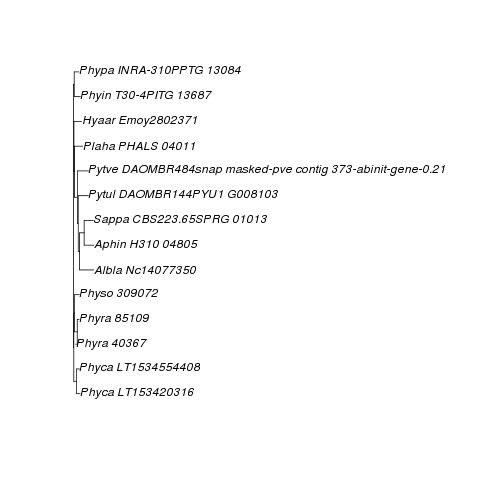 Phypa INRA-310PPTG 13084
Phyin T30-4PITG 13687
Hyaar Emoy2802371
Plaha PHALS 04011
Pytve DAOMBR484snap masked-pve contig 373-abinit-gene-0.21
Pytul DAOMBR144PYU1 G008103
Sappa CBS223.65SPRG 01013
Aphin H310 04805
Albla Nc14077350
Physo 309072
Phyra 85109
Phyra 40367
Phyca LT1534554408
Phyca LT153420316